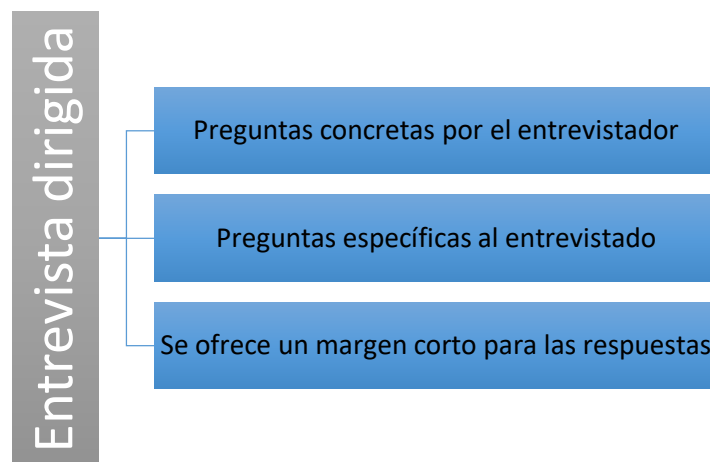 Entrevista dirigida
Preguntas concretas por el entrevistador
Preguntas específicas al entrevistado
Se ofrece un margen corto para las respuestas